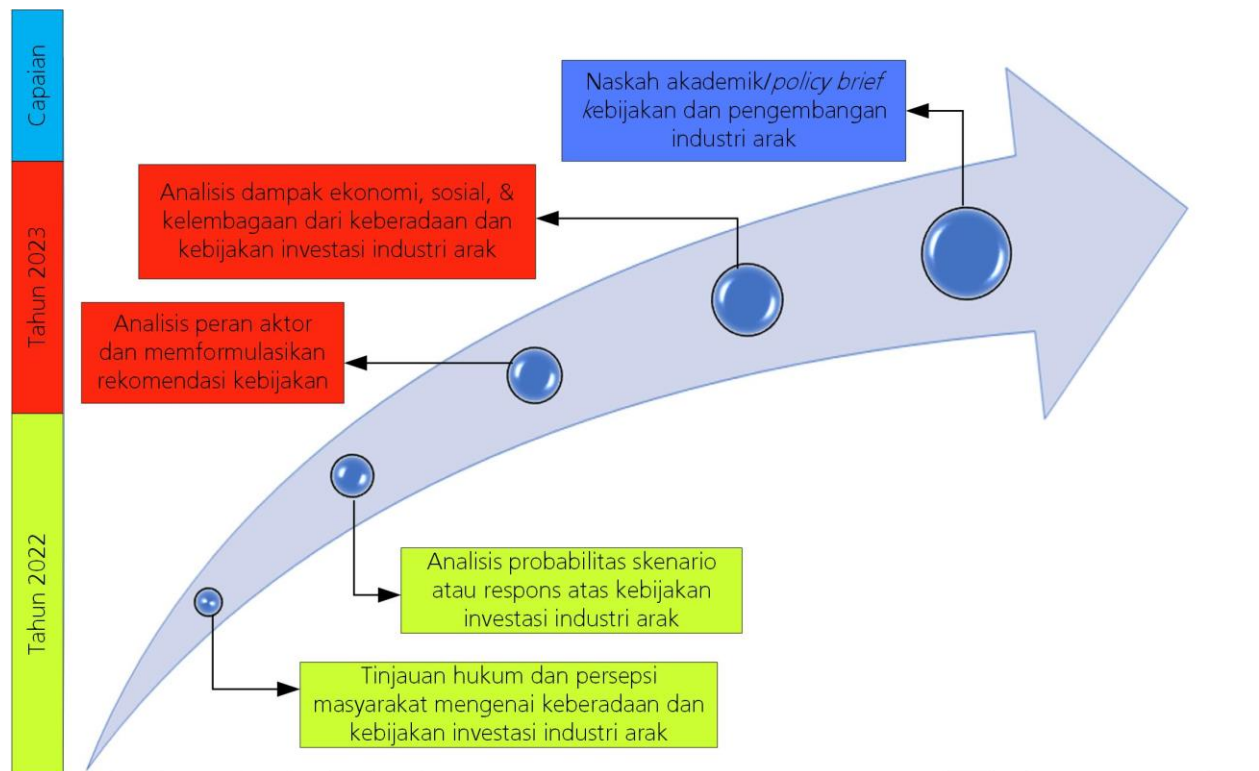 Capaian
Naskah akademik/policy brief
kebijakan dan pengembangan
industri arak
Tahun 2023
Analisis dampak ekonomi, sosial, &
kelembagaan dari keberadaan dan
kebijakan investasi industri arak
Analisis peran aktor
dan memformulasikan
rekomendasi kebijakan
Tahun 2022
Analisis probabilitas skenario
atau respons atas kebijakan
investasi industri arak
Tinjauan hukum dan persepsi
masyarakat mengenai keberadaan dan
kebijakan investasi industri arak